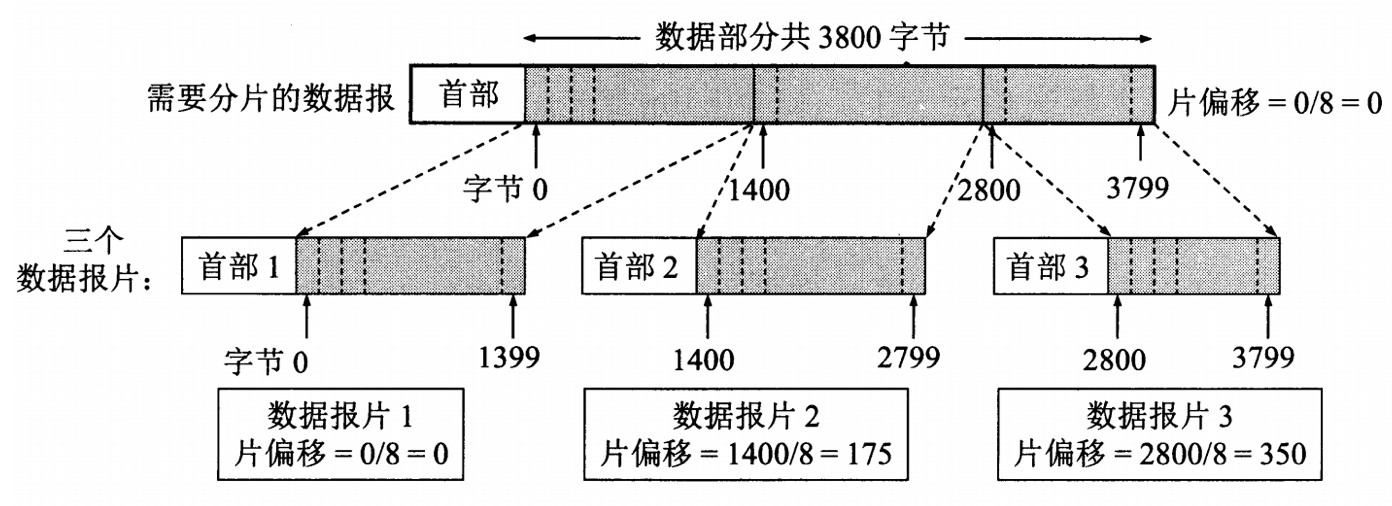 数据部分共 3800 字节
需要分片的数据报
首部
片偏移 = 0/8 = 0
字节 0
1400
2800
3799
三个
数据报片：
首部 1
首部 2
首部 3
字节 0
1399
1400
2799
2800
3799
数据报片 1
片偏移 = 0/8 = 0
数据报片 2
片偏移 = 1400/8 = 175
数据报片 3
片偏移 = 2800/8 = 350